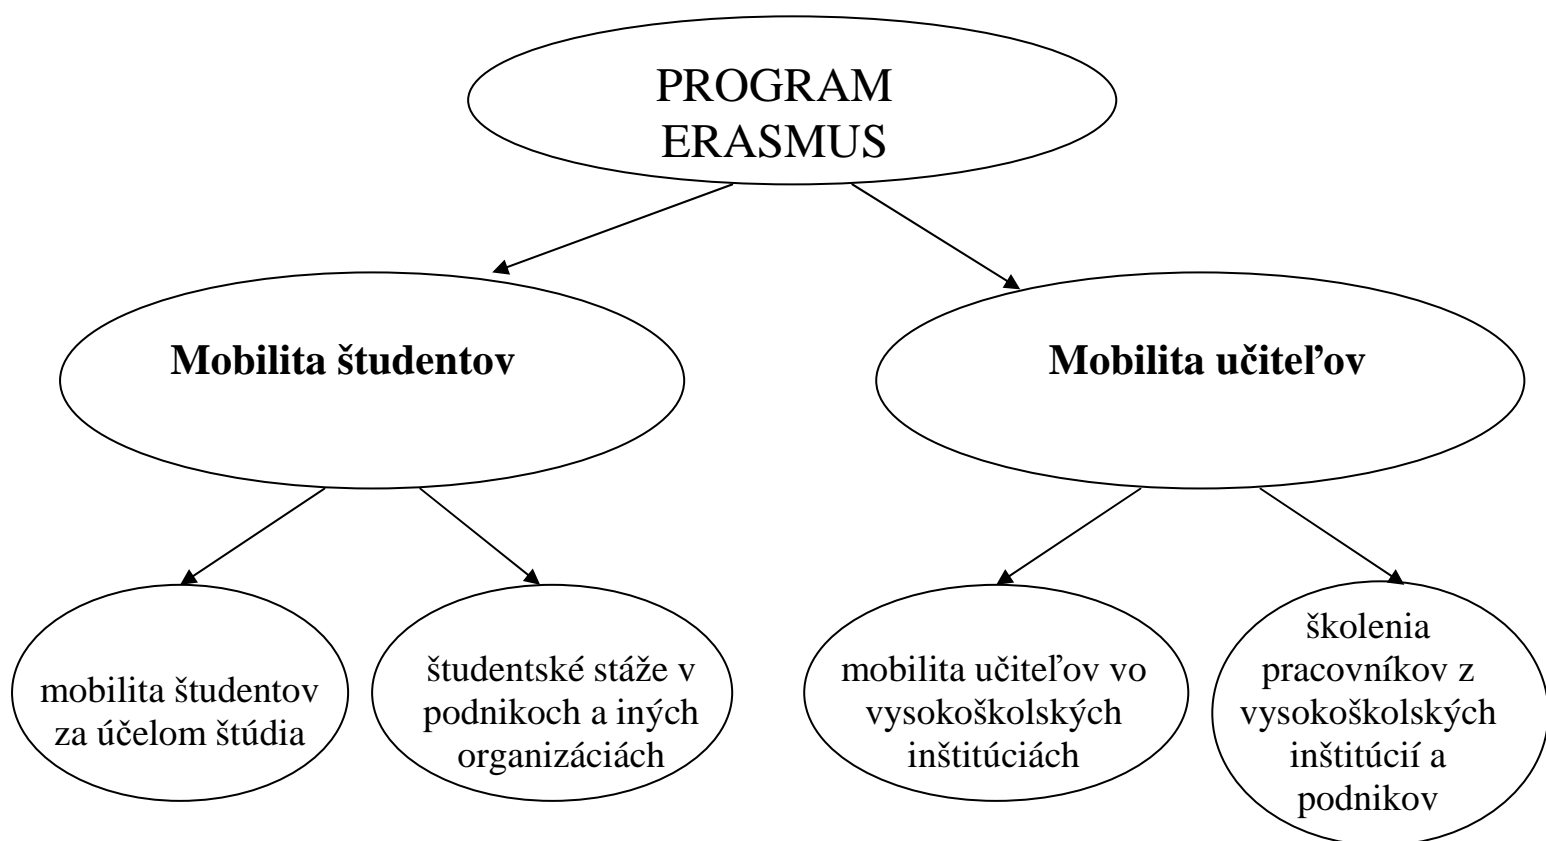 PROGRAM
ERASMUS
Mobilita študentov
Mobilita učiteľov
mobilita študentov
za účelom štúdia
študentské stáže v
podnikoch a iných
organizáciách
mobilita učiteľov vo
vysokoškolských
inštitúciách
školenia
pracovníkov z
vysokoškolských
inštitúcií a
podnikov